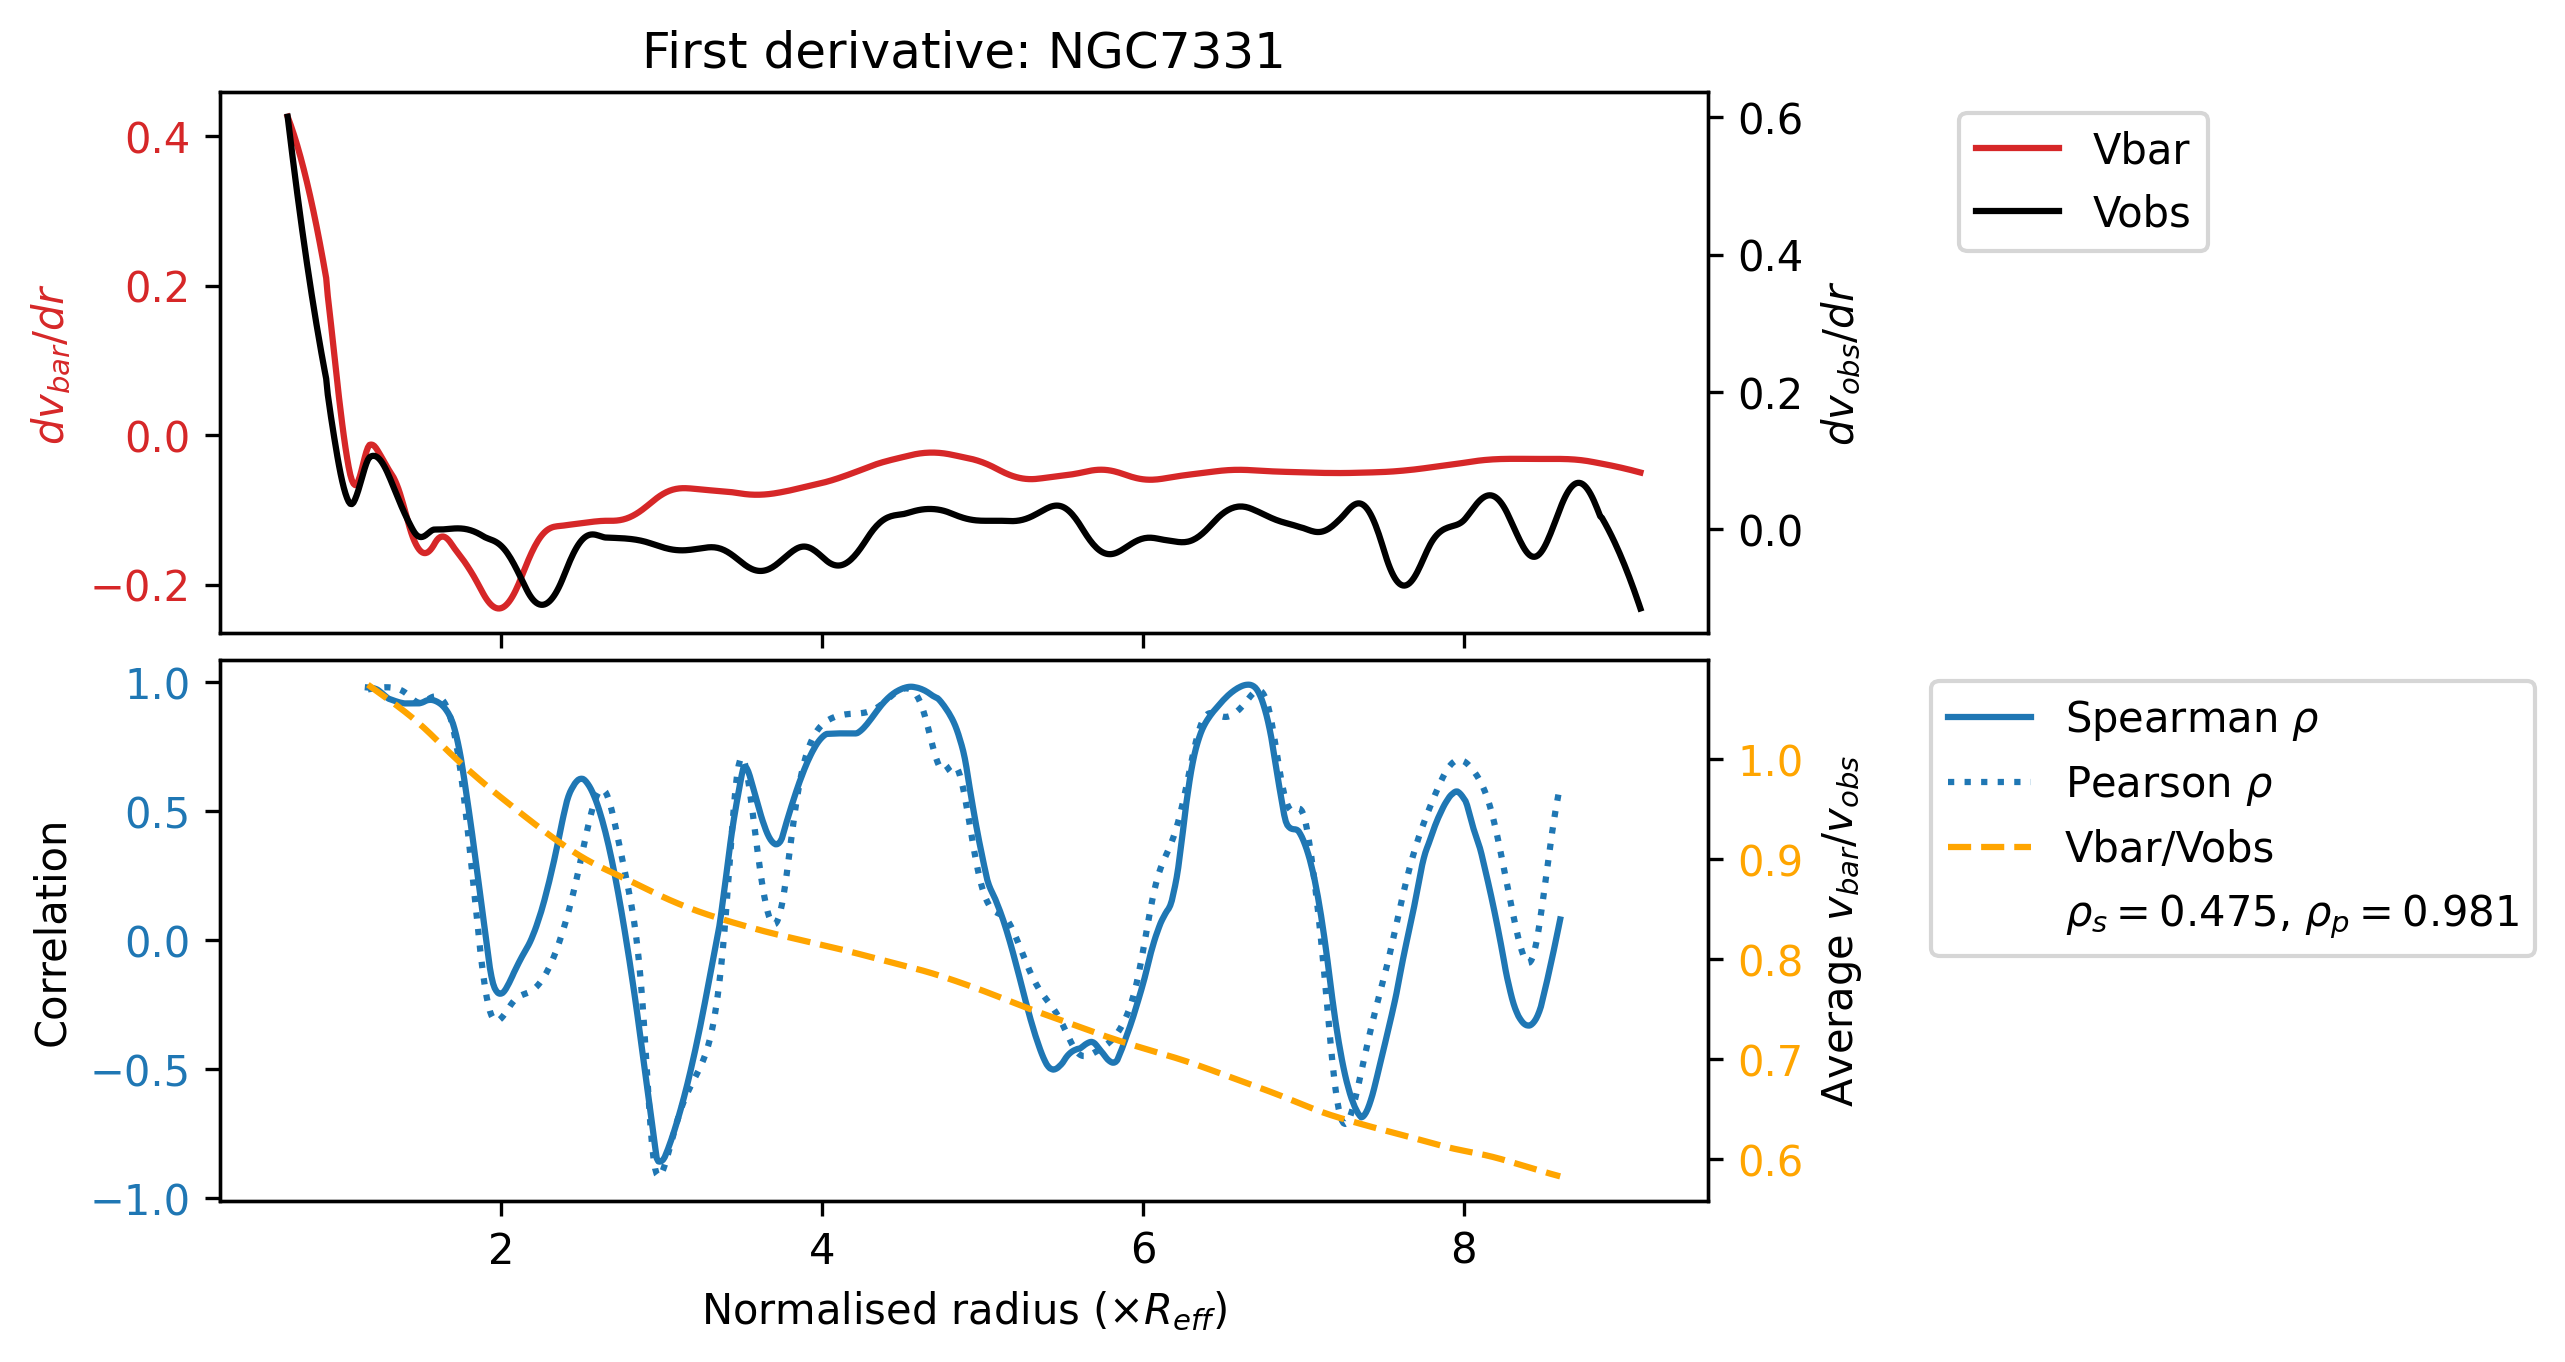 First derivative: NGC7331
0.4
0.2
0.0
−0.2
dv_bar/dr
0.6
0.4
0.2
0.0
dv_obs/dr
Vbar
Vobs
1.0
0.5
0.0
−0.5
−1.0
Correlation
1.0
0.9
0.8
0.7
0.6
Average v_bar/v_obs
Spearman ρ
Pearson ρ
Vbar/Vobs
ρ_s = 0.475, ρ_p = 0.981
2 4 6 8
Normalised radius (×R_eff)